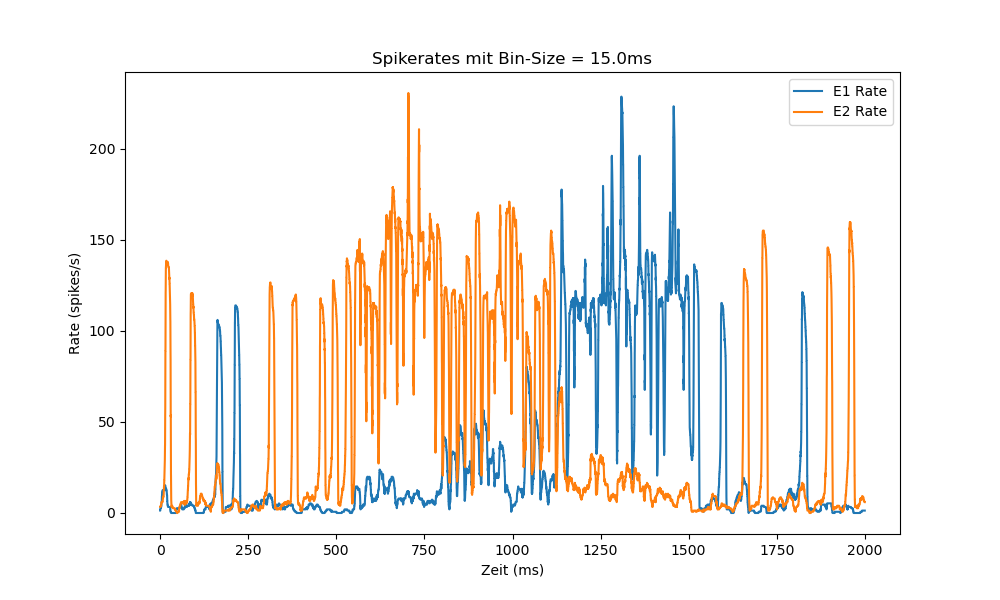 Spikerates mit Bin-Size = 15.0ms
E1 Rate
E2 Rate
Rate (spikes/s)
200
150
100
50
0
0 250 500 750 1000 1250 1500 1750 2000
Zeit (ms)